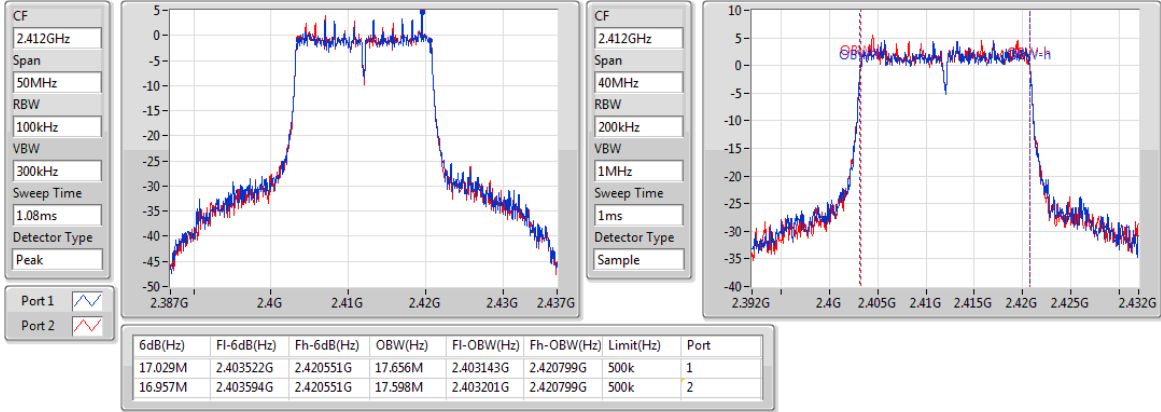 CF
2.412GHz
Span
50MHz
RBW
100kHz
VBW
300kHz
Sweep Time
1.08ms
Detector Type
Peak
Port 1
Port 2
5
0
-5
-10
-15
-20
-25
-30
-35
-40
-45
-50
2.387G 2.4G 2.41G 2.42G 2.43G 2.437G
CF
2.412GHz
Span
40MHz
RBW
200kHz
VBW
1MHz
Sweep Time
1ms
Detector Type
Sample
10
5
0
-5
-10
-15
-20
-25
-30
-35
-40
OBW-h
2.392G 2.4G 2.405G 2.41G 2.415G 2.42G 2.425G 2.432G
6dB(Hz) Fl-6dB(Hz) Fh-6dB(Hz) OBW(Hz) Fl-OBW(Hz) Fh-OBW(Hz) Limit(Hz) Port
17.029M 2.403522G 2.420551G 17.656M 2.403143G 2.420799G 500k 1
16.957M 2.403594G 2.420551G 17.598M 2.403201G 2.420799G 500k 2